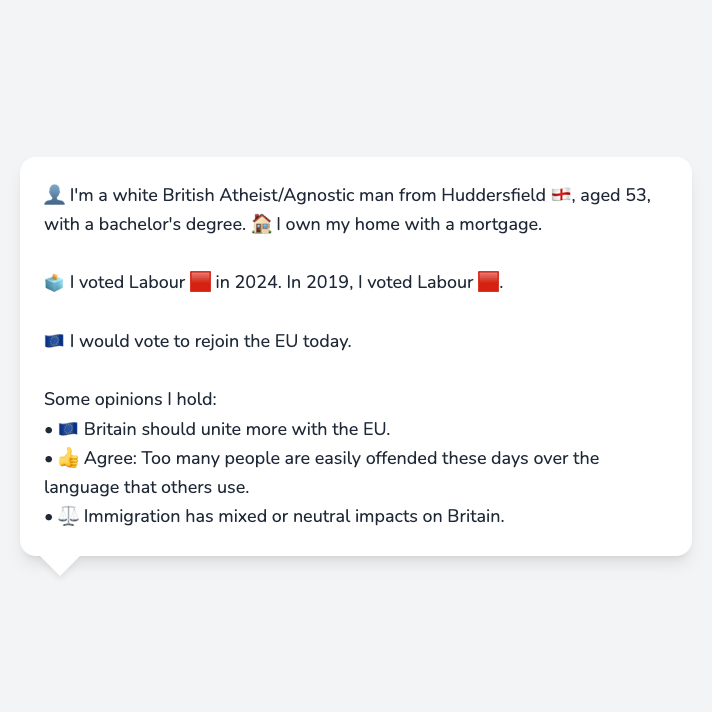 👤 I'm a white British Atheist/Agnostic man from Huddersfield 🏴󠁧󠁢󠁥󠁮󠁧󠁿, aged 53,
with a bachelor's degree. 🏠 I own my home with a mortgage.
🗳️ I voted Labour 🟥 in 2024. In 2019, I voted Labour 🟥.
🇪🇺 I would vote to rejoin the EU today.
Some opinions I hold:
• 🇪🇺 Britain should unite more with the EU.
• 👍 Agree: Too many people are easily offended these days over the
language that others use.
• ⚖️ Immigration has mixed or neutral impacts on Britain.